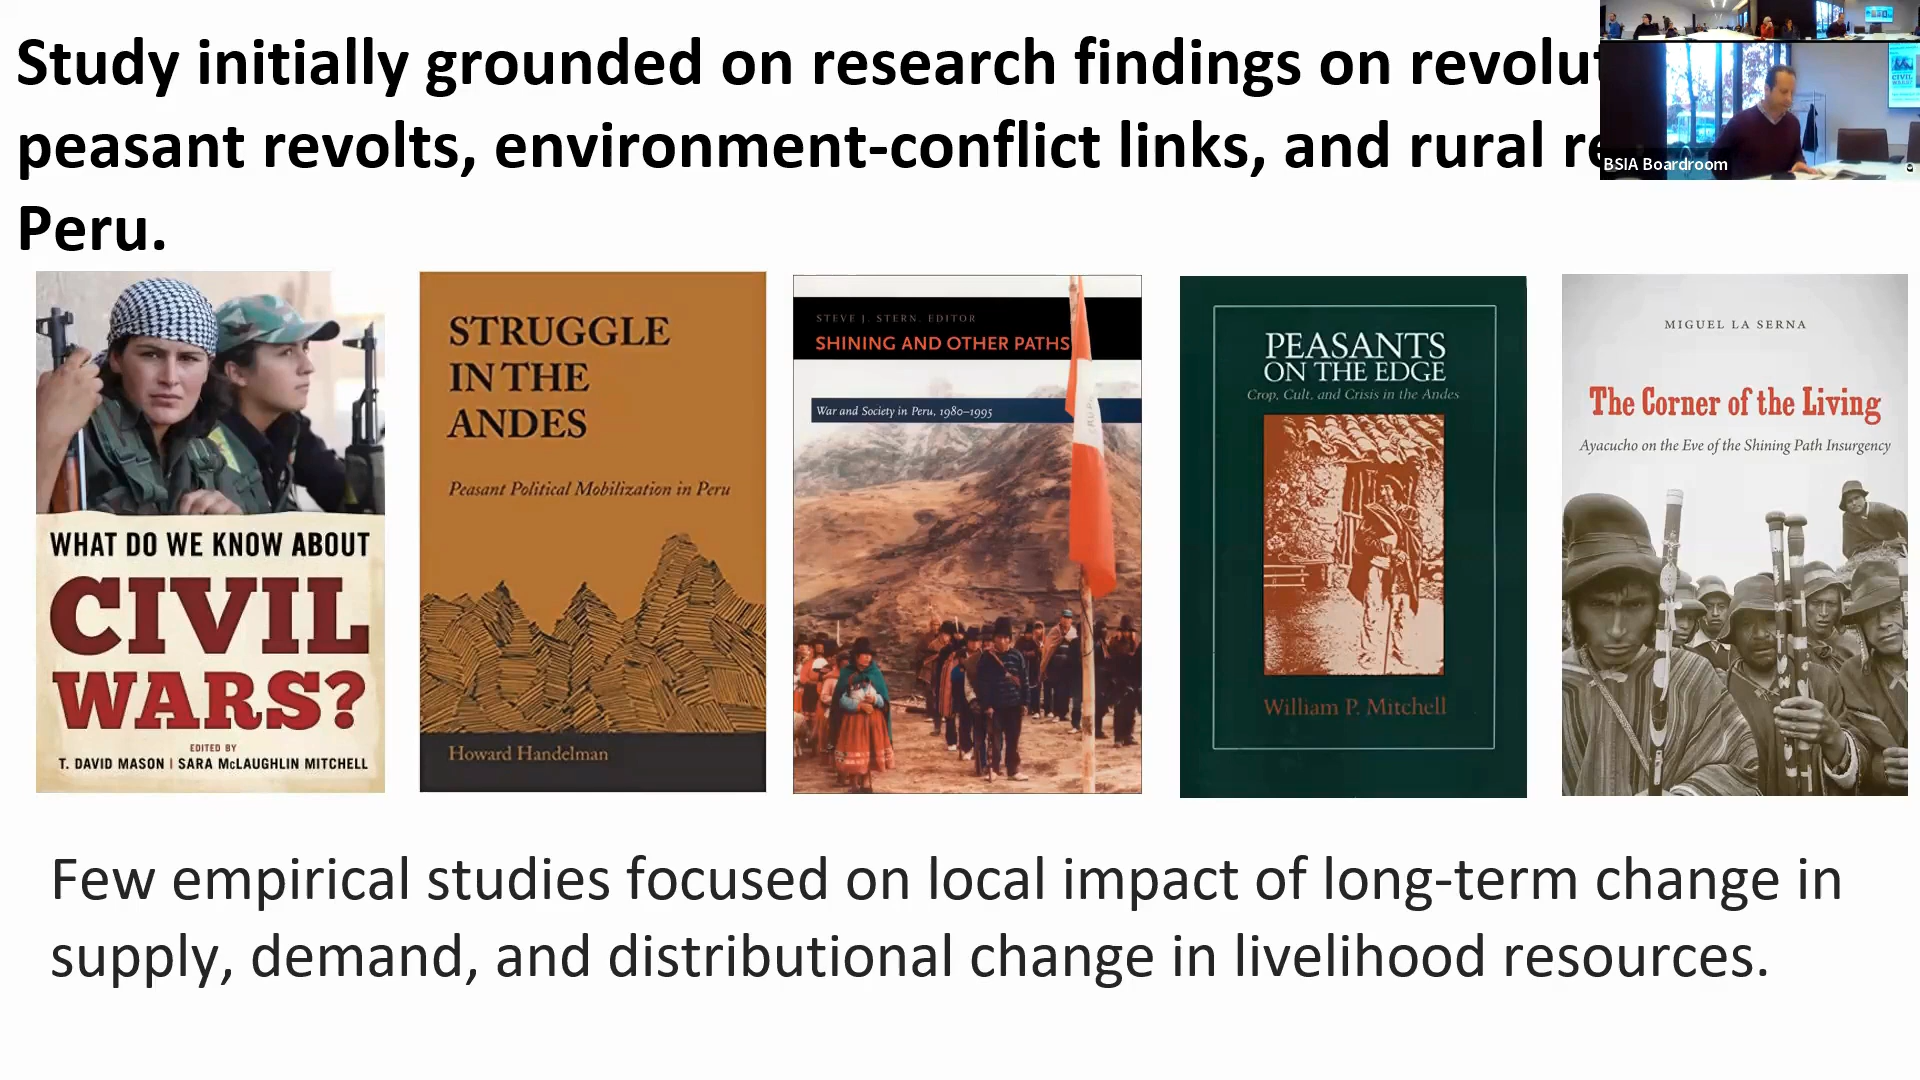 Study initially grounded on research findings on revolut
peasant revolts, environment-conflict links, and rural re
Peru.
BSIA Boardroom
WHAT DO WE KNOW ABOUT
CIVIL
WARS?
EDITED BY
T. DAVID MASON | SARA McLAUGHLIN MITCHELL
STRUGGLE
IN THE
ANDES
Peasant Political Mobilization in Peru
Howard Handelman
STEVE J. STERN, EDITOR
SHINING AND OTHER PATHS
War and Society in Peru, 1980–1995
PEASANTS
ON THE EDGE
Crop, Cult, and Crisis in the Andes
William P. Mitchell
MIGUEL LA SERNA
The Corner of the Living
Ayacucho on the Eve of the Shining Path Insurgency
Few empirical studies focused on local impact of long-term change in
supply, demand, and distributional change in livelihood resources.